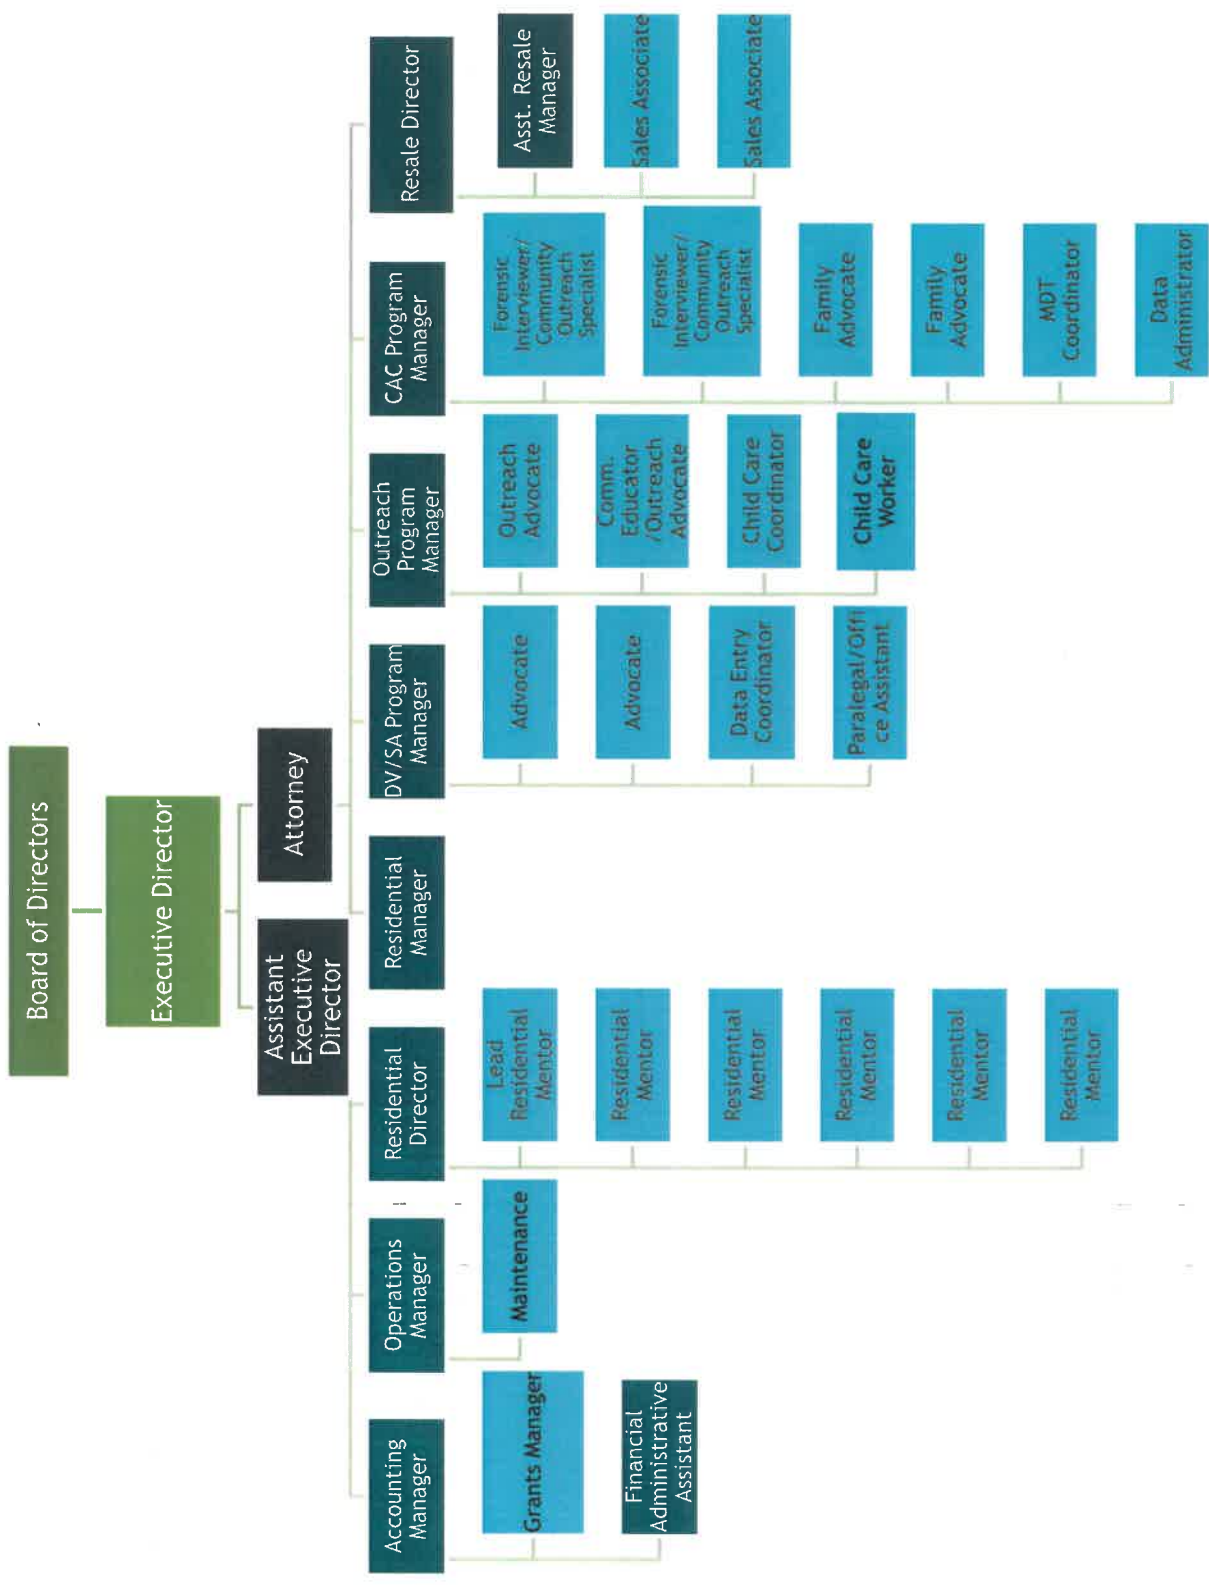 Board of Directors
Executive Director
Assistant
Executive
Director
Attorney
Accounting
Manager
Grants Manager
Financial
Administrative
Assistant
Operations
Manager
Maintenance
Residential
Director
Lead
Residential
Mentor
Residential
Mentor
Residential
Mentor
Residential
Mentor
Residential
Mentor
Residential
Mentor
Residential
Manager
DV/SA Program
Manager
Advocate
Advocate
Data Entry
Coordinator
Paralegal/Offi
ce Assistant
Outreach
Program
Manager
Outreach
Advocate
Comm.
Educator
/Outreach
Advocate
Child Care
Coordinator
Child Care
Worker
CAC Program
Manager
Forensic
Interviewer/
Community
Outreach
Specialist
Forensic
Interviewer/
Community
Outreach
Specialist
Family
Advocate
Family
Advocate
MDT
Coordinator
Data
Administrator
Resale Director
Asst. Resale
Manager
Sales Associate
Sales Associate